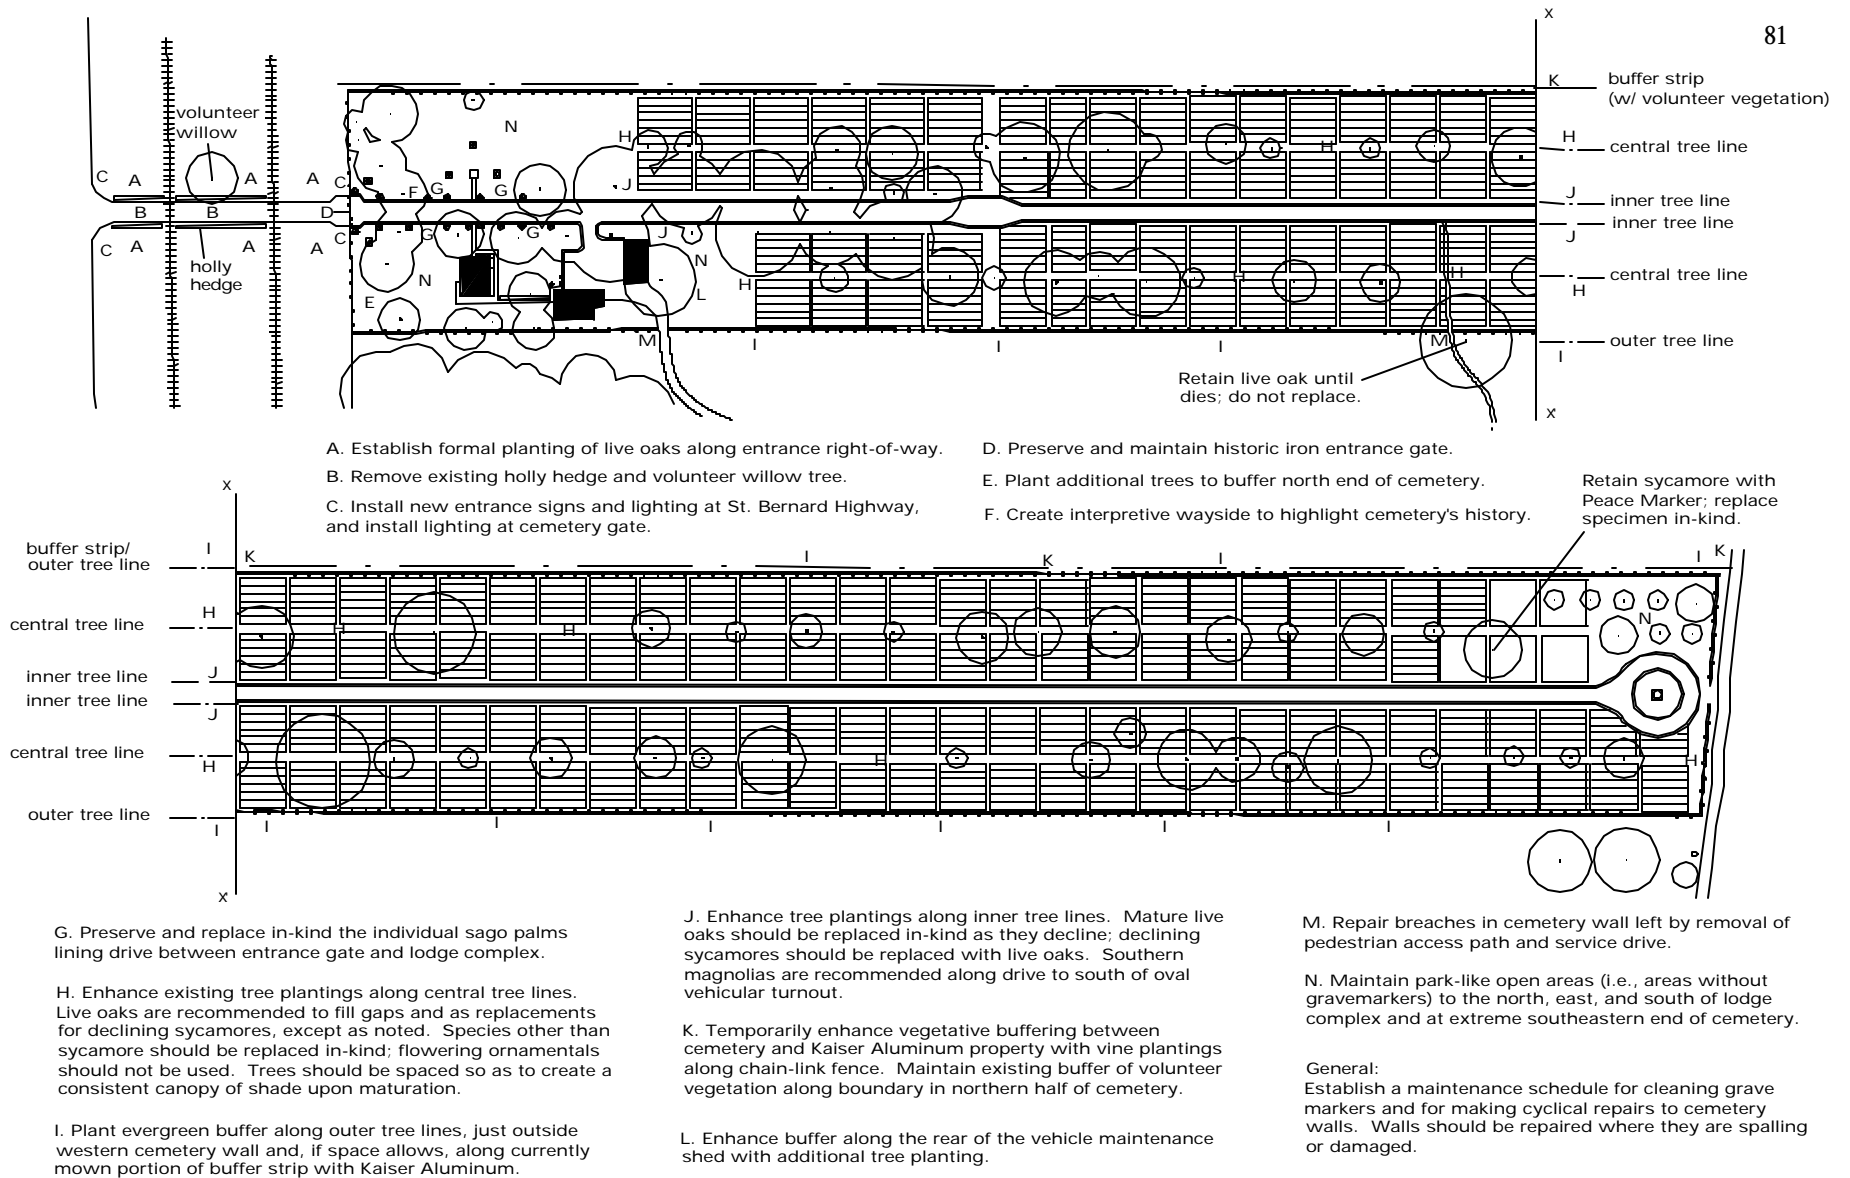 X
81
K
buffer strip
(w/ volunteer vegetation)
volunteer
willow
N
H
H
H
central tree line
C A A A C
F G G
J
J
inner tree line
B B D
inner tree line
C A A A C
G G J
J
holly
hedge
N
N
H
H
H
central tree line
E
L
H
M
I
I
I
M
outer tree line
I
Retain live oak until
dies; do not replace.
X'
A. Establish formal planting of live oaks along entrance right-of-way.
B. Remove existing holly hedge and volunteer willow tree.
C. Install new entrance signs and lighting at St. Bernard Highway,
and install lighting at cemetery gate.
D. Preserve and maintain historic iron entrance gate.
E. Plant additional trees to buffer north end of cemetery.
F. Create interpretive wayside to highlight cemetery's history.
Retain sycamore with
Peace Marker; replace
specimen in-kind.
X
buffer strip/
outer tree line
I
K
I
K
I
I
K
central tree line
H
H
H
N
inner tree line
J
inner tree line
J
central tree line
H
H
H
outer tree line
I
I
I
I
I
I
I
X'
G. Preserve and replace in-kind the individual sago palms
lining drive between entrance gate and lodge complex.
H. Enhance existing tree plantings along central tree lines.
Live oaks are recommended to fill gaps and as replacements
for declining sycamores, except as noted. Species other than
sycamore should be replaced in-kind; flowering ornamentals
should not be used. Trees should be spaced so as to create a
consistent canopy of shade upon maturation.
I. Plant evergreen buffer along outer tree lines, just outside
western cemetery wall and, if space allows, along currently
mown portion of buffer strip with Kaiser Aluminum.
J. Enhance tree plantings along inner tree lines. Mature live
oaks should be replaced in-kind as they decline; declining
sycamores should be replaced with live oaks. Southern
magnolias are recommended along drive to south of oval
vehicular turnout.
K. Temporarily enhance vegetative buffering between
cemetery and Kaiser Aluminum property with vine plantings
along chain-link fence. Maintain existing buffer of volunteer
vegetation along boundary in northern half of cemetery.
L. Enhance buffer along the rear of the vehicle maintenance
shed with additional tree planting.
M. Repair breaches in cemetery wall left by removal of
pedestrian access path and service drive.
N. Maintain park-like open areas (i.e., areas without
gravemarkers) to the north, east, and south of lodge
complex and at extreme southeastern end of cemetery.
General:
Establish a maintenance schedule for cleaning grave
markers and for making cyclical repairs to cemetery
walls. Walls should be repaired where they are spalling
or damaged.